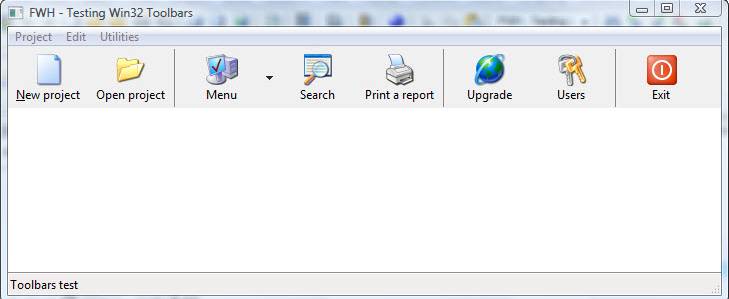 FWH - Testing Win32 Toolbars
Project Edit Utilities
New project Open project Menu Search Print a report Upgrade Users Exit
Toolbars test